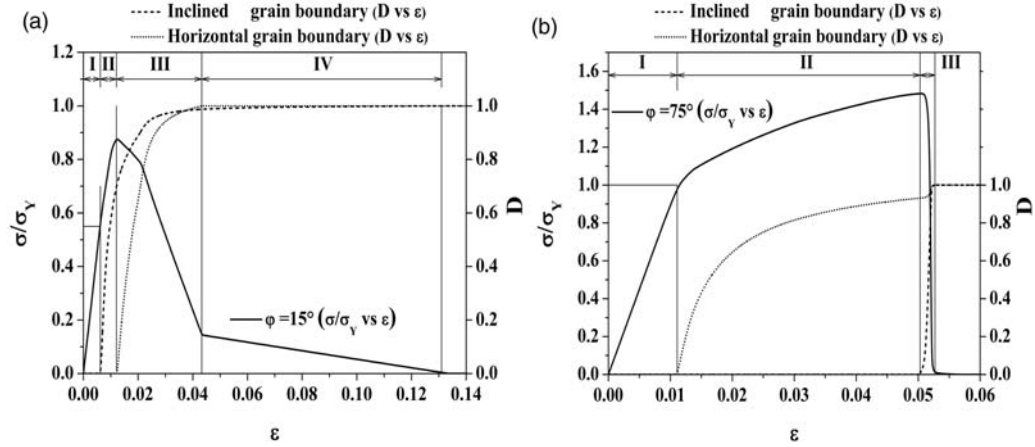 (a)
Inclined grain boundary (D vs ε)
Horizontal grain boundary (D vs ε)
I II III IV
1.2
1.0
0.8
0.6
0.4
0.2
0.0
σ/σY
φ =15° (σ/σY vs ε)
1.0
0.8
0.6
0.4
0.2
0.0
D
0.00 0.02 0.04 0.06 0.08 0.10 0.12 0.14
ε
(b)
Inclined grain boundary (D vs ε)
Horizontal grain boundary (D vs ε)
I II III
1.6
1.4
1.2
1.0
0.8
0.6
0.4
0.2
0.0
σ/σY
φ =75° (σ/σY vs ε)
1.0
0.8
0.6
0.4
0.2
0.0
D
0.00 0.01 0.02 0.03 0.04 0.05 0.06
ε